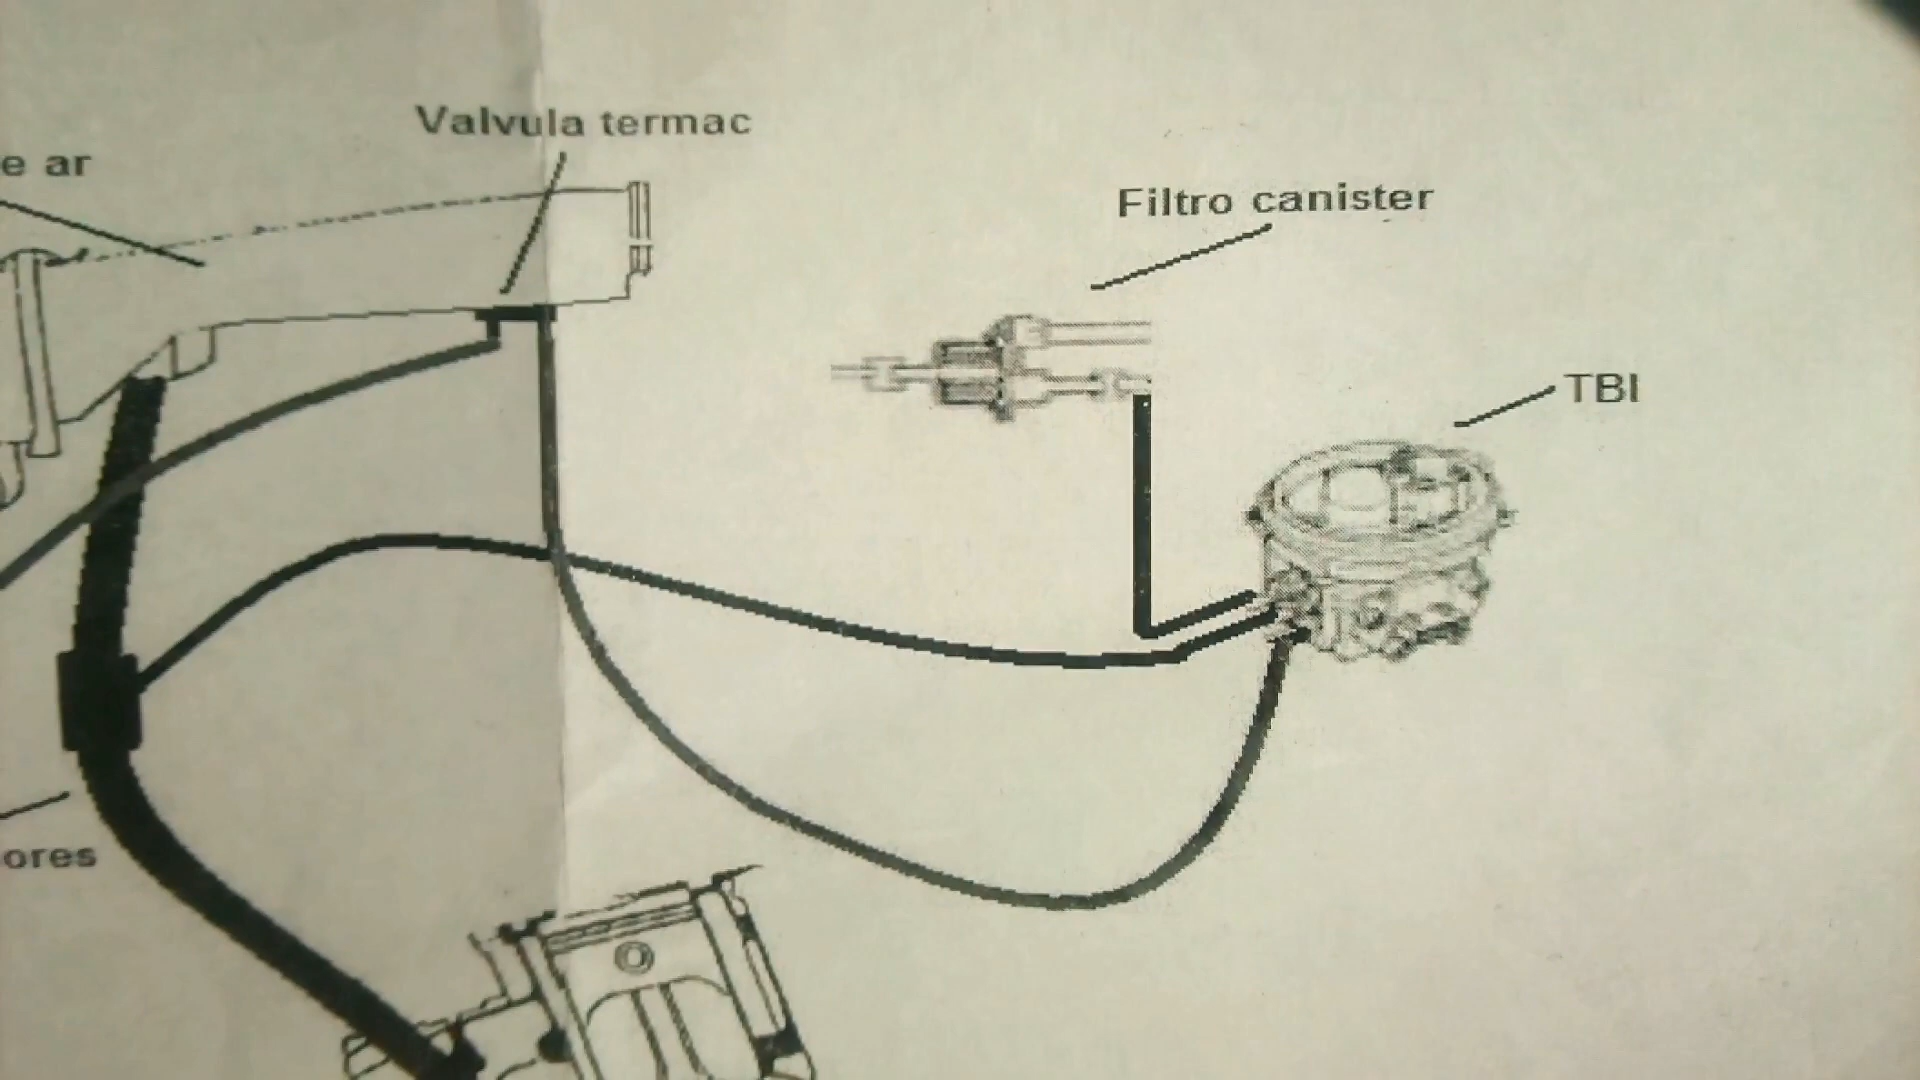 Valvula termac
e ar
Filtro canister
TBI
ores